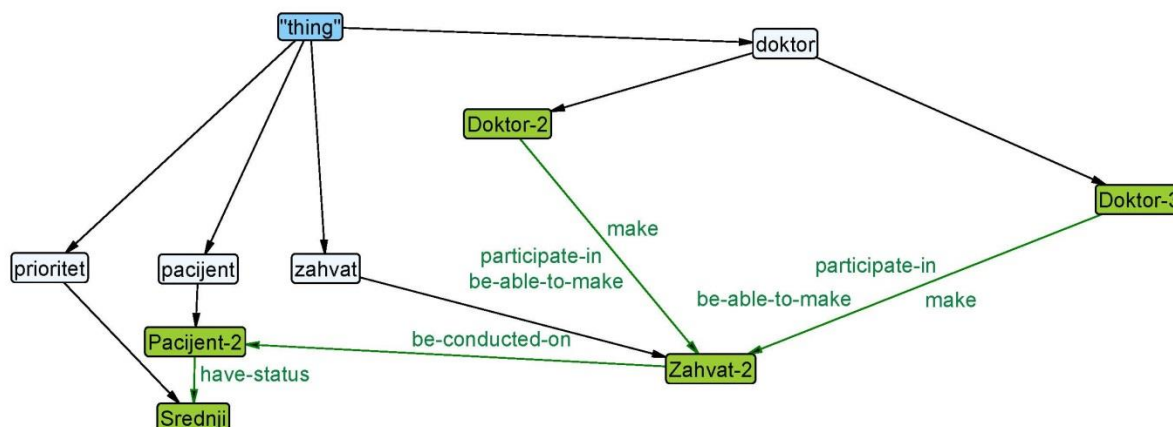 "thing"
doktor
Doktor-2
Doktor-3
make
participate-in
be-able-to-make
participate-in
be-able-to-make
make
prioritet
pacijent
zahvat
Pacijent-2
be-conducted-on
Zahvat-2
have-status
Srednji